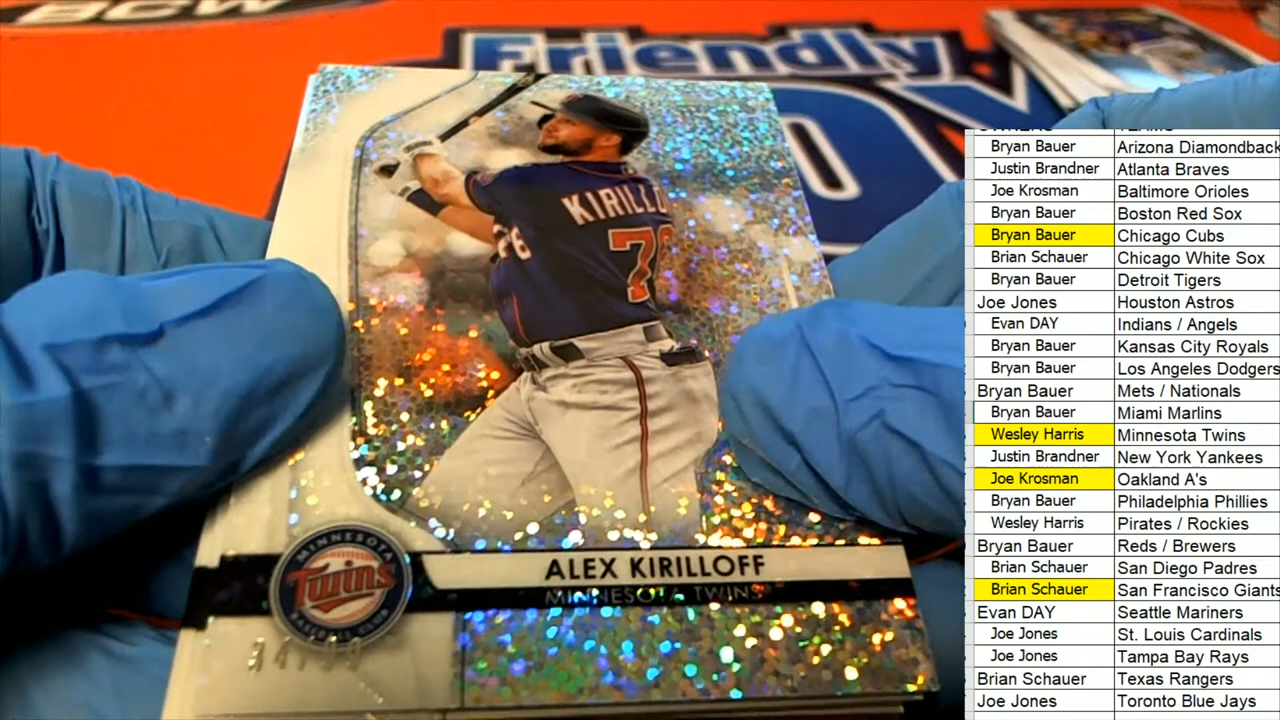 BCW
Friendly
KIRILLO
76
76
ALEX KIRILLOFF
MINNESOTA TWINS
MINNESOTA
Twins
BASEBALL CLUB
OWNERS TEAMS
Bryan Bauer Arizona Diamondback
Justin Brandner Atlanta Braves
Joe Krosman Baltimore Orioles
Bryan Bauer Boston Red Sox
Bryan Bauer Chicago Cubs
Brian Schauer Chicago White Sox
Bryan Bauer Detroit Tigers
Joe Jones Houston Astros
Evan DAY Indians / Angels
Bryan Bauer Kansas City Royals
Bryan Bauer Los Angeles Dodgers
Bryan Bauer Mets / Nationals
Bryan Bauer Miami Marlins
Wesley Harris Minnesota Twins
Justin Brandner New York Yankees
Joe Krosman Oakland A's
Bryan Bauer Philadelphia Phillies
Wesley Harris Pirates / Rockies
Bryan Bauer Reds / Brewers
Brian Schauer San Diego Padres
Brian Schauer San Francisco Giants
Evan DAY Seattle Mariners
Joe Jones St. Louis Cardinals
Joe Jones Tampa Bay Rays
Brian Schauer Texas Rangers
Joe Jones Toronto Blue Jays